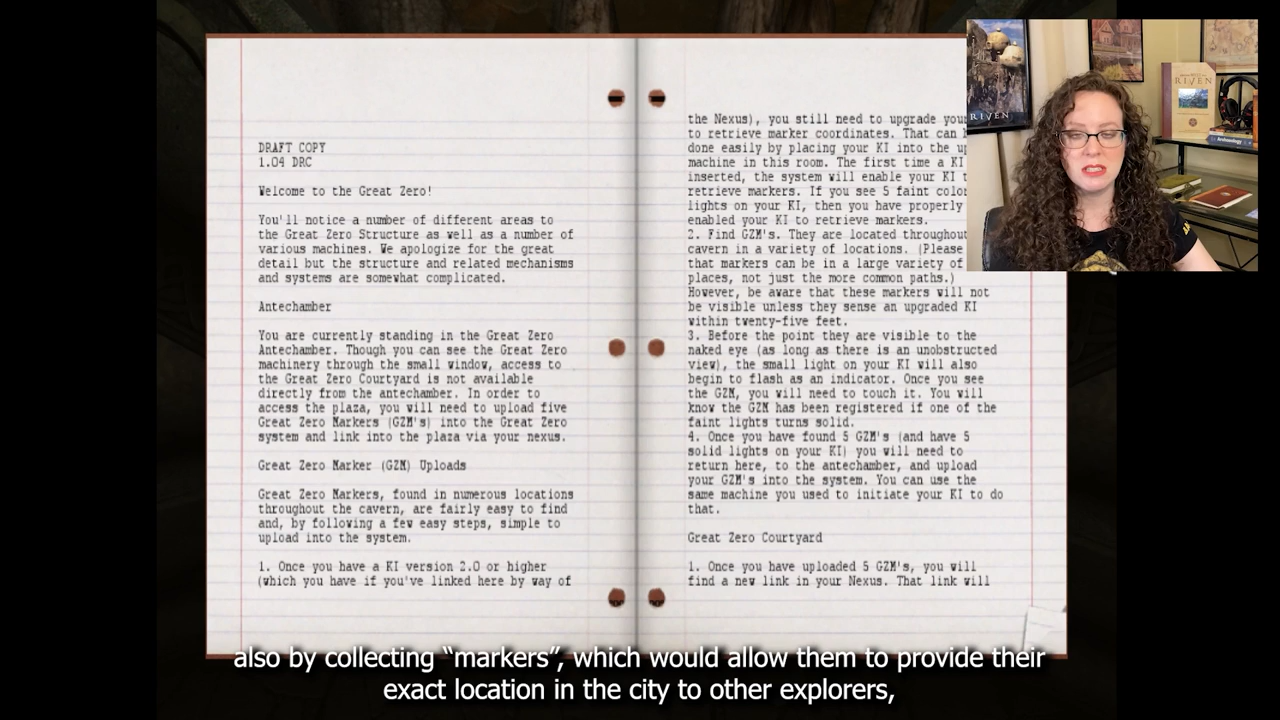 DRAFT COPY
1.04 DRC
Welcome to the Great Zero!
You'll notice a number of different areas to
the Great Zero Structure as well as a number of
various machines. We apologize for the great
detail but the structure and related mechanisms
and systems are somewhat complicated.
Antechamber
You are currently standing in the Great Zero
Antechamber. Though you can see the Great Zero
machinery through the small window, access to
the Great Zero Courtyard is not available
directly from the antechamber. In order to
access the plaza, you will need to upload five
Great Zero Markers (GZM's) into the Great Zero
system and link into the plaza via your nexus.
Great Zero Marker (GZM) Uploads
Great Zero Markers, found in numerous locations
throughout the cavern, are fairly easy to find
and, by following a few easy steps, simple to
upload into the system.
1. Once you have a KI version 2.0 or higher
(which you have if you've linked here by way of
the Nexus), you still need to upgrade your
to retrieve marker coordinates. That can
done easily by placing your KI into the
machine in this room. The first time a KI
inserted, the system will enable your KI
retrieve markers. If you see 5 faint
lights on your KI, then you have properly
enabled your KI to retrieve markers.
2. Find GZM's. They are located throughout
cavern in a variety of locations. (Please
that markers can be in a large variety of
places, not just the more common paths.)
However, be aware that these markers will not
be visible unless they sense an upgraded KI
within twenty-five feet.
3. Before the point they are visible to the
naked eye (as long as there is an unobstructed
view), the small light on your KI will also
begin to flash as an indicator. Once you see
the GZM, you will need to touch it. You will
know the GZM has been registered if one of the
faint lights turns solid.
4. Once you have found 5 GZM's (and have 5
solid lights on your KI) you will need to
return here, to the antechamber, and upload
your GZM's into the system. You can use the
same machine you used to initiate your KI to do
that.
Great Zero Courtyard
1. Once you have uploaded 5 GZM's, you will
find a new link in your Nexus. That link will
RIVEN
RIVEN
also by collecting “markers”, which would allow them to provide their
exact location in the city to other explorers,